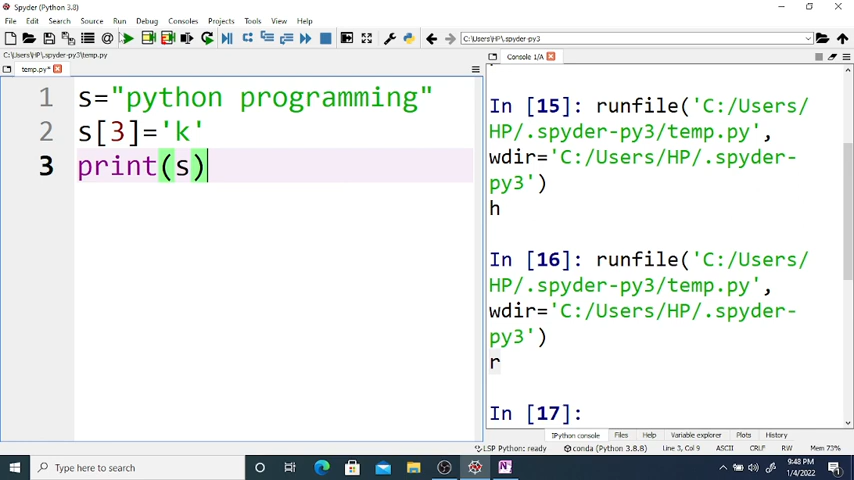 Spyder (Python 3.8)
File Edit Search Source Run Debug Consoles Projects Tools View Help
C:\Users\HP\.spyder-py3
C:\Users\HP\.spyder-py3\temp.py
temp.py*
Console 1/A
1 s="python programming"
2 s[3]='k'
3 print(s)
In [15]: runfile('C:/Users/
HP/.spyder-py3/temp.py',
wdir='C:/Users/HP/.spyder-
py3')
h
In [16]: runfile('C:/Users/
HP/.spyder-py3/temp.py',
wdir='C:/Users/HP/.spyder-
py3')
r
In [17]:
IPython console Files Help Variable explorer Plots History
LSP Python: ready conda (Python 3.8.8) Line 3, Col 9 ASCII CRLF RW Mem 73%
Type here to search
9:48 PM
1/4/2022